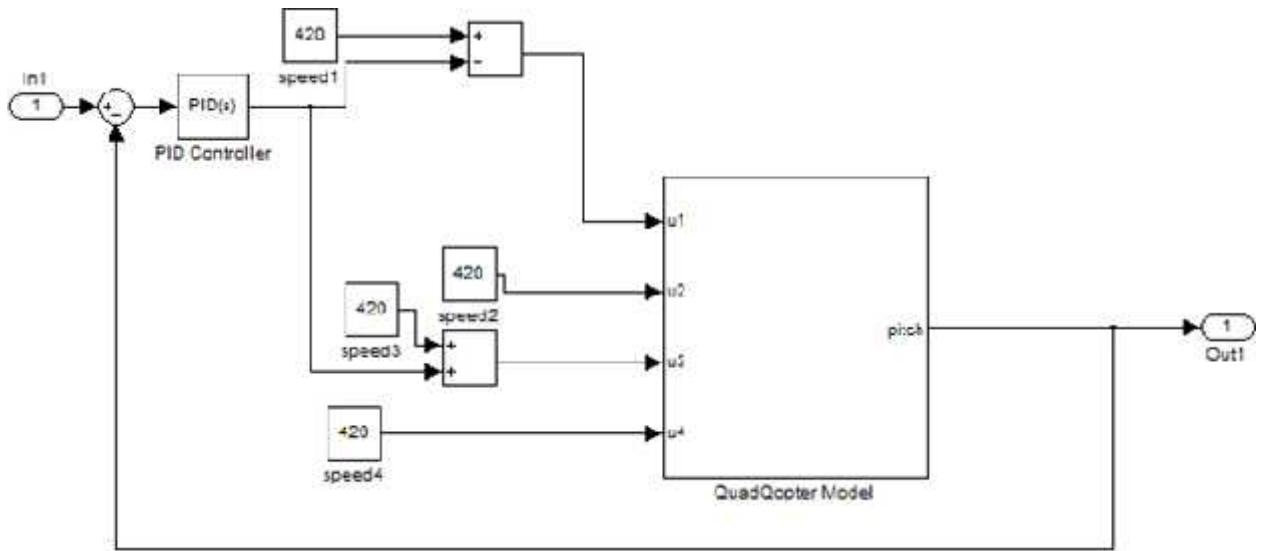 In1
1
+
−
PID(s)
PID Controller
420
speed1
+
−
420
speed2
420
speed3
+
+
420
speed4
u1
u2
u3
u4
pitch
QuadQopter Model
1
Out1